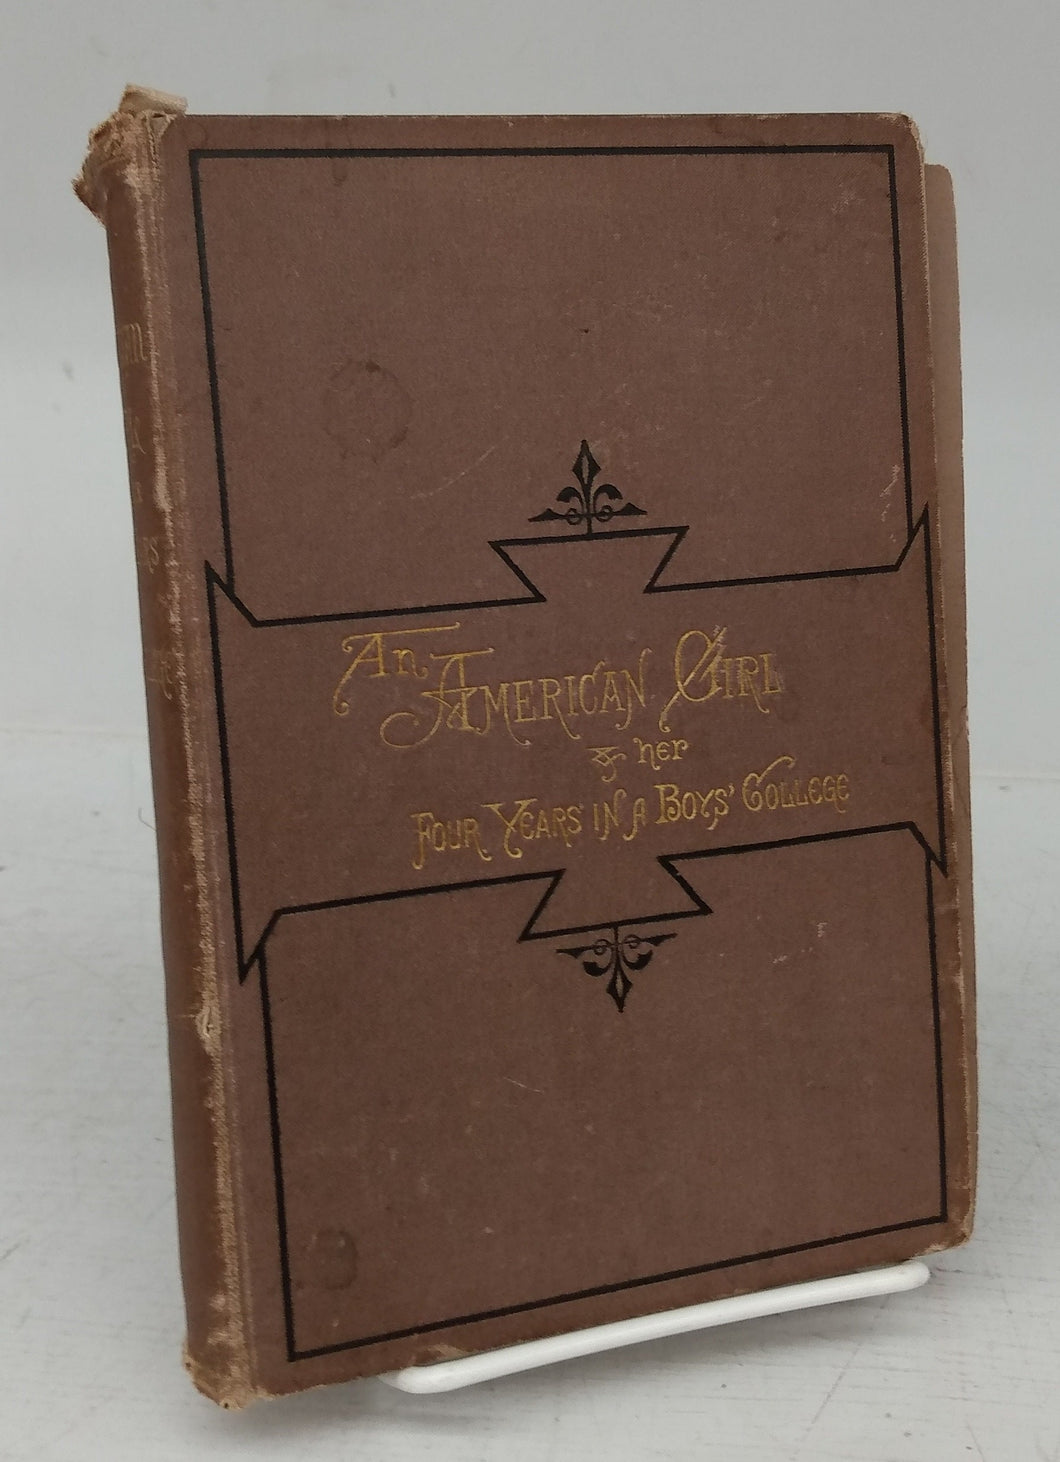 An
AMERICAN GIRL
& her
FOUR YEARS IN A BOYS' COLLEGE